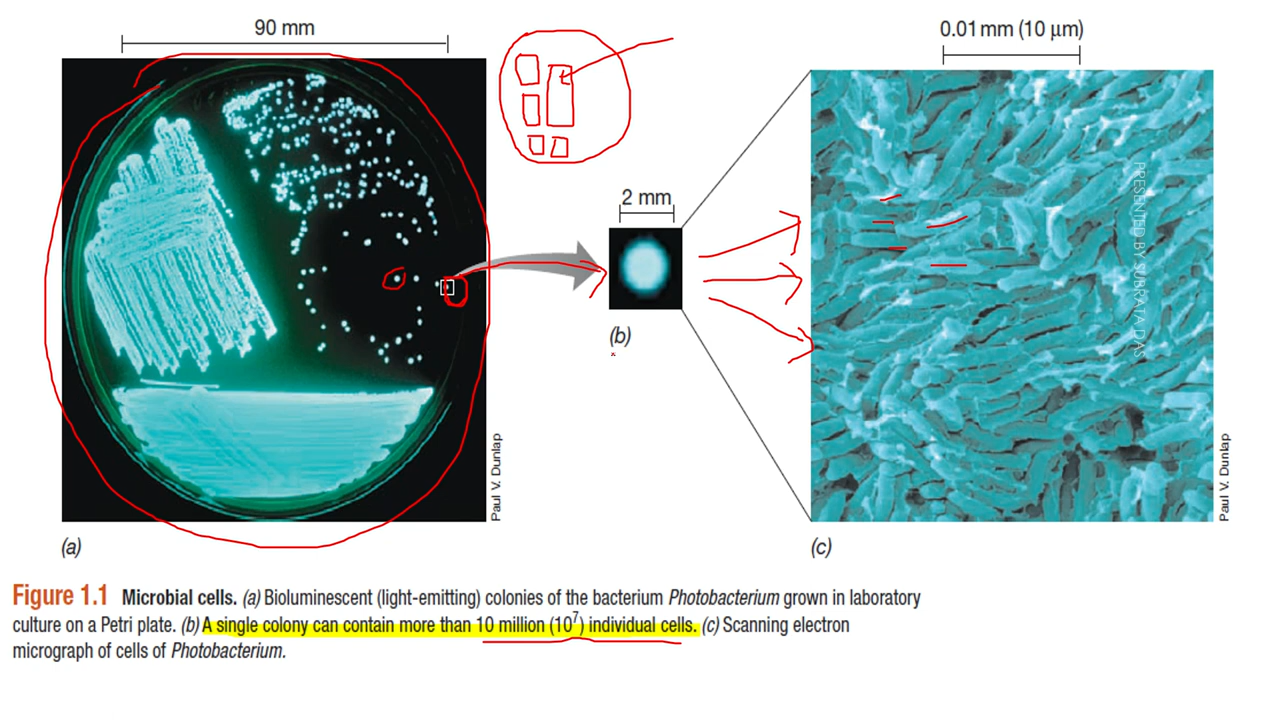 90 mm
0.01 mm (10 μm)
2 mm
PRESENTED BY SUBRATA DAS
Paul V. Dunlap
Paul V. Dunlap
(a)
(b)
(c)
Figure 1.1 Microbial cells. (a) Bioluminescent (light-emitting) colonies of the bacterium Photobacterium grown in laboratory
culture on a Petri plate. (b) A single colony can contain more than 10 million (10⁷) individual cells. (c) Scanning electron
micrograph of cells of Photobacterium.